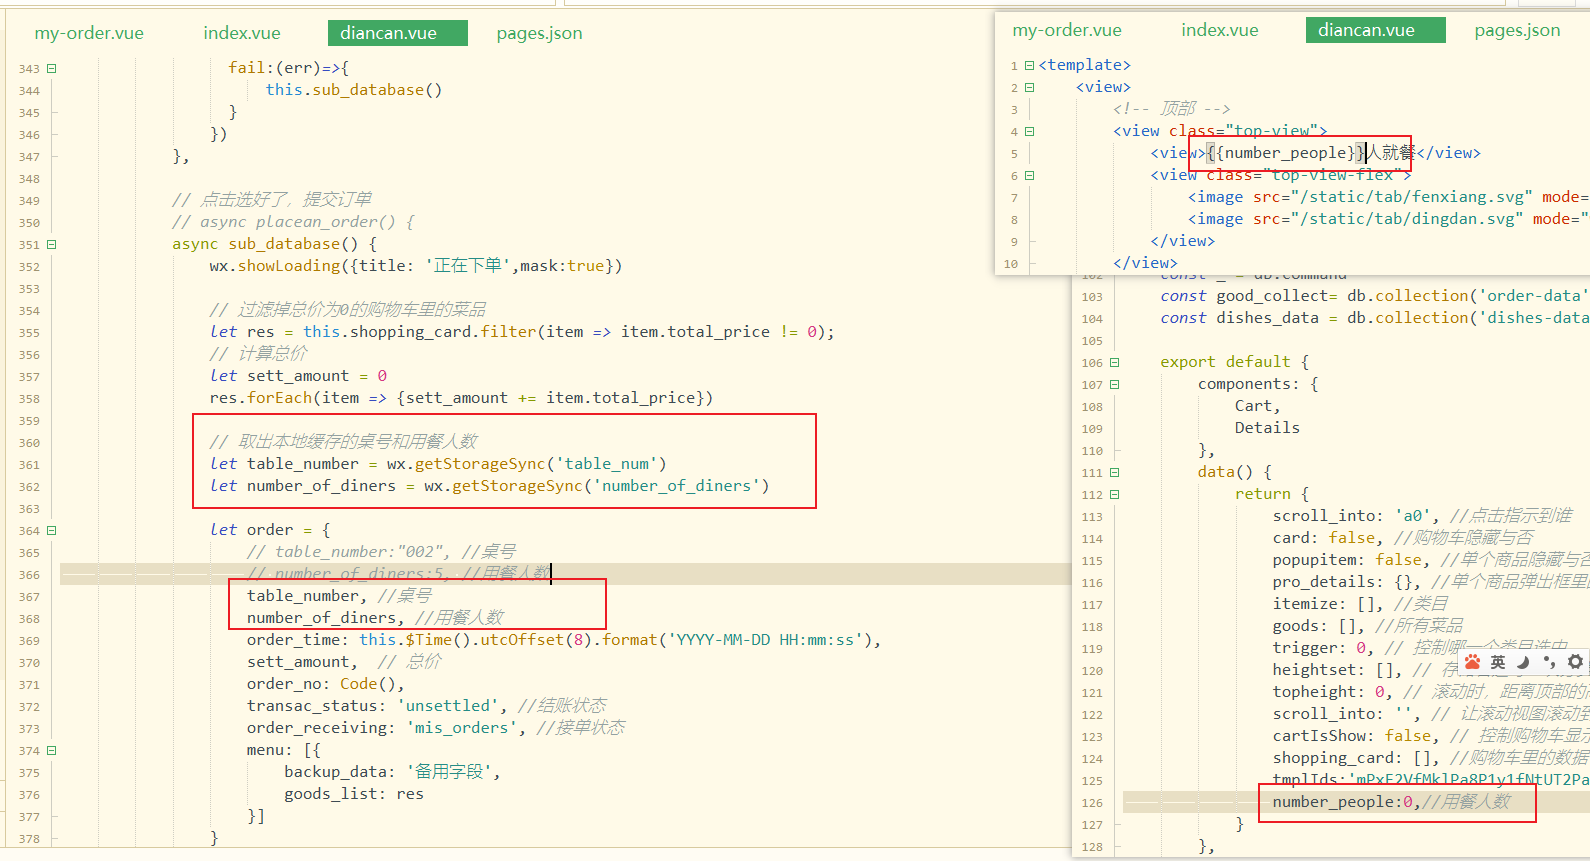 my-order.vue index.vue diancan.vue pages.json
343 fail:(err)=>{
344 this.sub_database()
345 }
346 })
347 },
348
349 // 点击选好了，提交订单
350 // async placean_order() {
351 async sub_database() {
352 wx.showLoading({title: '正在下单',mask:true})
353
354 // 过滤掉总价为0的购物车里的菜品
355 let res = this.shopping_card.filter(item => item.total_price != 0);
356 // 计算总价
357 let sett_amount = 0
358 res.forEach(item => {sett_amount += item.total_price})
359
360 // 取出本地缓存的桌号和用餐人数
361 let table_number = wx.getStorageSync('table_num')
362 let number_of_diners = wx.getStorageSync('number_of_diners')
363
364 let order = {
365 // table_number:"002", //桌号
366 // number_of_diners:5, //用餐人数
367 table_number, //桌号
368 number_of_diners, //用餐人数
369 order_time: this.$Time().utcOffset(8).format('YYYY-MM-DD HH:mm:ss'),
370 sett_amount, // 总价
371 order_no: Code(),
372 transac_status: 'unsettled', //结账状态
373 order_receiving: 'mis_orders', //接单状态
374 menu: [{
375 backup_data: '备用字段',
376 goods_list: res
377 }]
378 }
my-order.vue index.vue diancan.vue pages.json
1 <template>
2 <view>
3 <!-- 顶部 -->
4 <view class="top-view">
5 <view>{{number_people}}人就餐</view>
6 <view class="top-view-flex">
7 <image src="/static/tab/fenxiang.svg" mode=
8 <image src="/static/tab/dingdan.svg" mode="
9 </view>
10 </view>
102 const _ = db.command
103 const good_collect= db.collection('order-data'
104 const dishes_data = db.collection('dishes-data
105
106 export default {
107 components: {
108 Cart,
109 Details
110 },
111 data() {
112 return {
113 scroll_into: 'a0', //点击指示到谁
114 card: false, //购物车隐藏与否
115 popupitem: false, //单个商品隐藏与否
116 pro_details: {}, //单个商品弹出框里
117 itemize: [], //类目
118 goods: [], //所有菜品
119 trigger: 0, // 控制哪一个类目选中
英
120 heightset: [], // 存
121 topheight: 0, // 滚动时，距离顶部的
122 scroll_into: '', // 让滚动视图滚动到
123 cartIsShow: false, // 控制购物车显示
124 shopping_card: [], //购物车里的数据
125 tmplIds:'mPxF2VfMklPa8P1y1fNtUT2Pa
126 number_people:0,//用餐人数
127 }
128 },